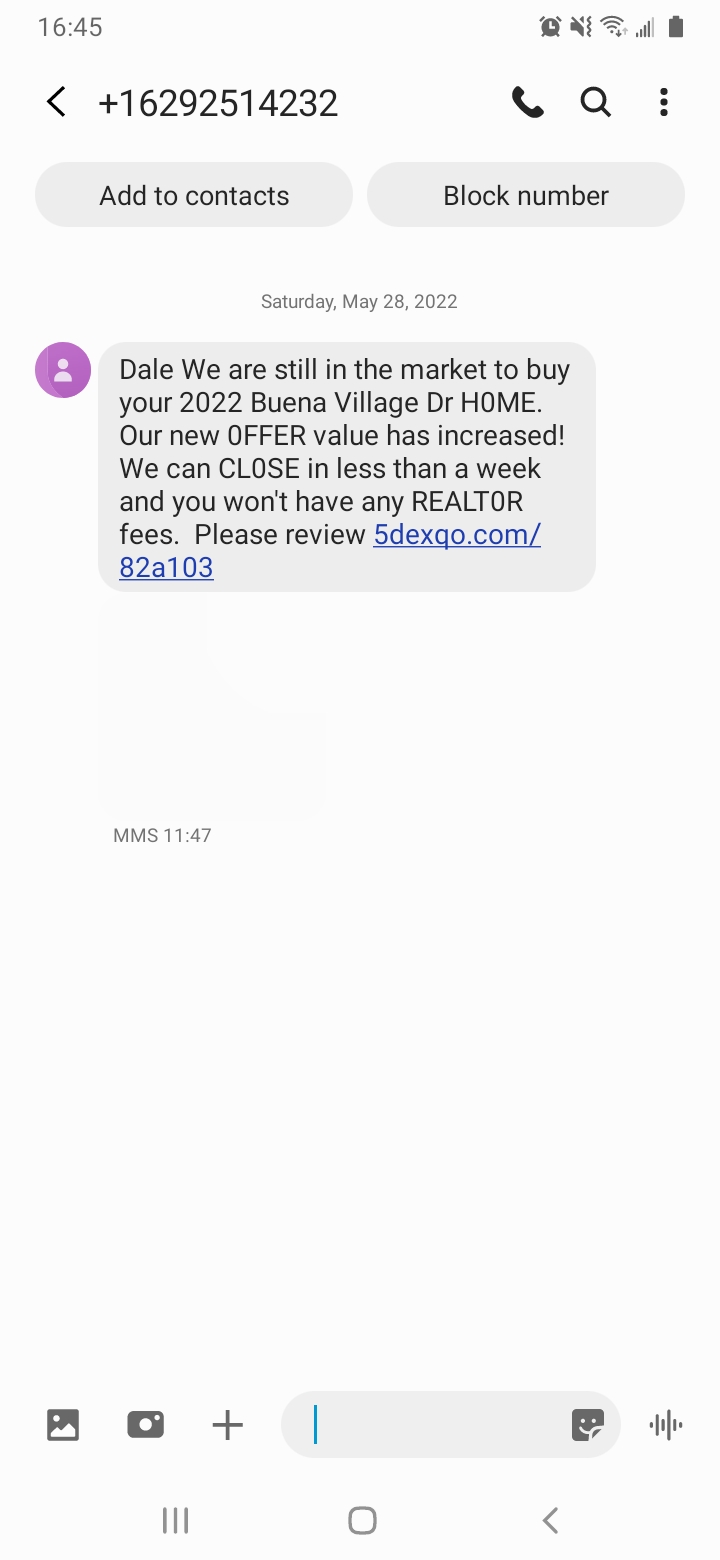 16:45
+16292514232
Add to contacts
Block number
Saturday, May 28, 2022
Dale We are still in the market to buy
your 2022 Buena Village Dr H0ME.
Our new 0FFER value has increased!
We can CL0SE in less than a week
and you won't have any REALT0R
fees.  Please review 5dexqo.com/
82a103
MMS 11:47